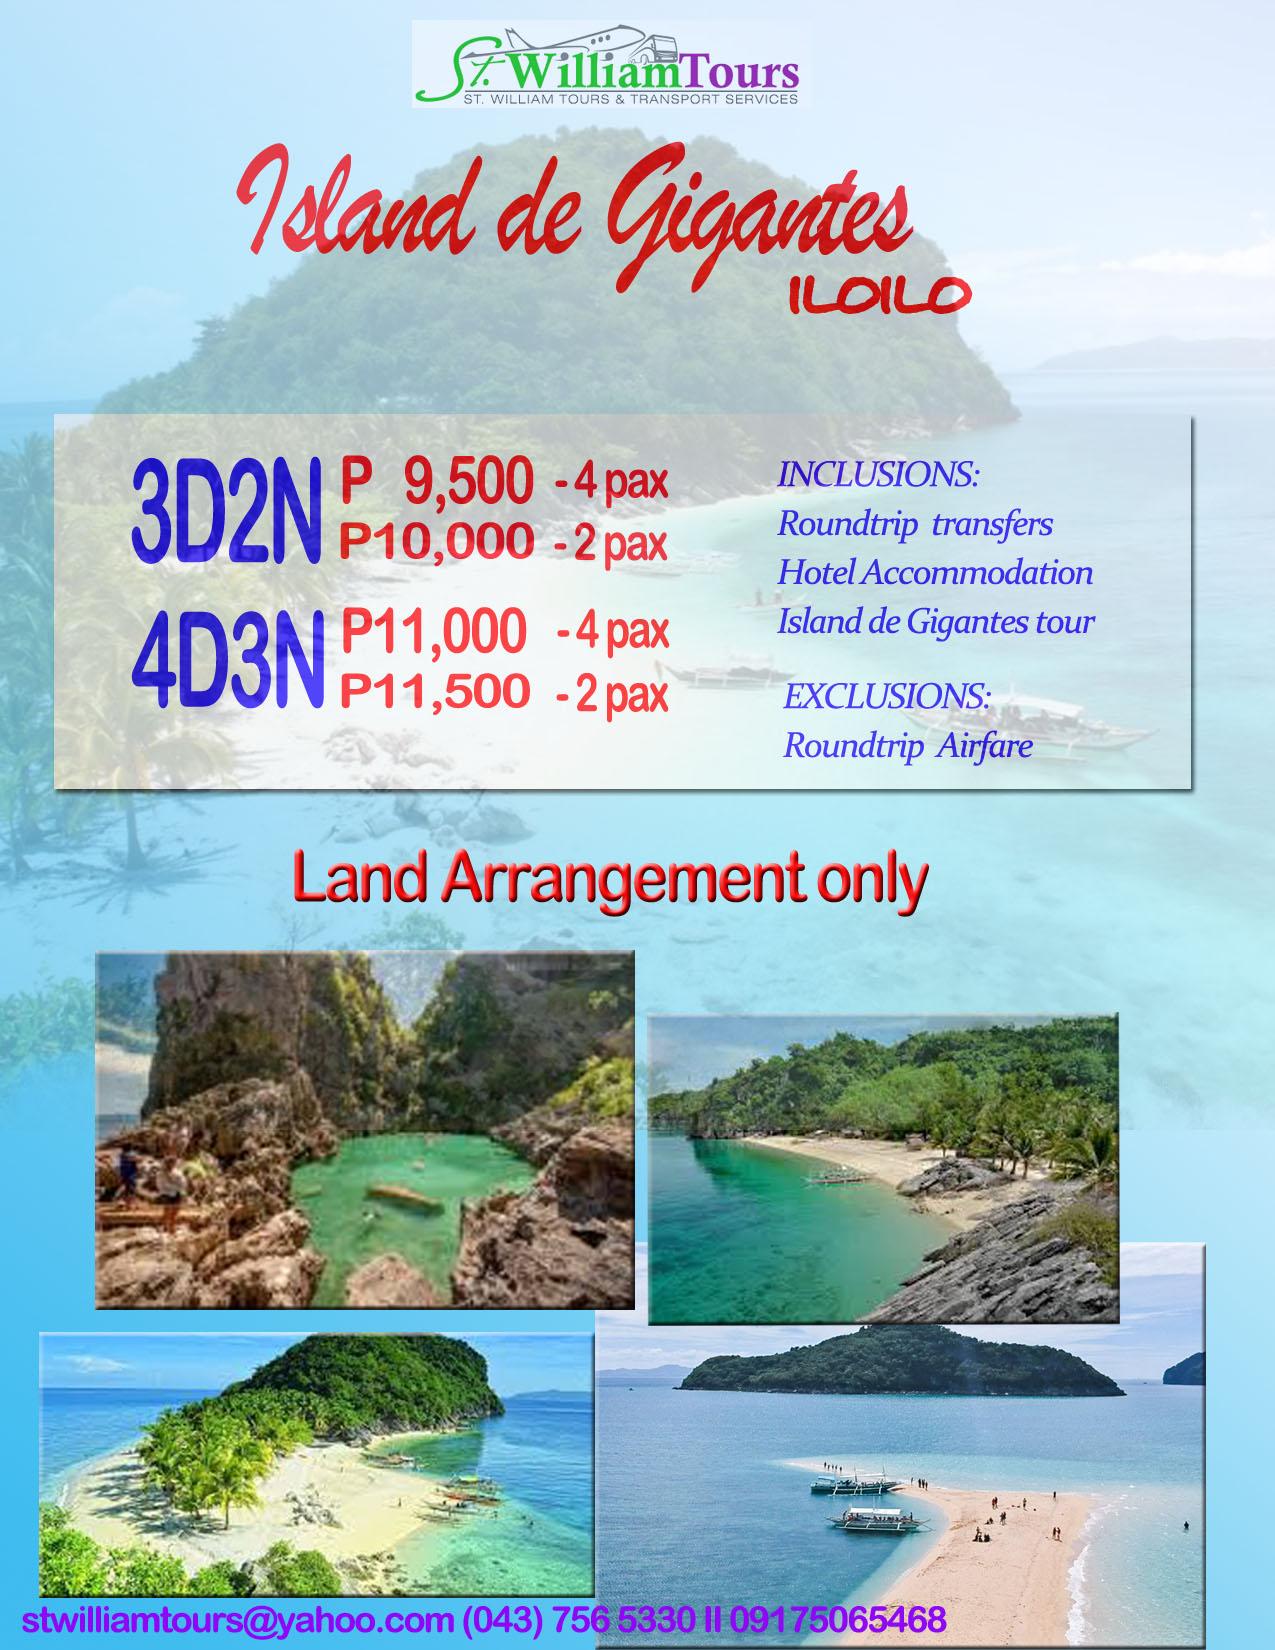 St. WilliamTours
ST. WILLIAM TOURS & TRANSPORT SERVICES
Island de Gigantes
ILOILO
3D2N P 9,500 - 4 pax
P10,000 - 2 pax
4D3N P11,000 - 4 pax
P11,500 - 2 pax
INCLUSIONS:
Roundtrip transfers
Hotel Accommodation
Island de Gigantes tour
EXCLUSIONS:
Roundtrip Airfare
Land Arrangement only
stwilliamtours@yahoo.com (043) 756 5330 II 09175065468